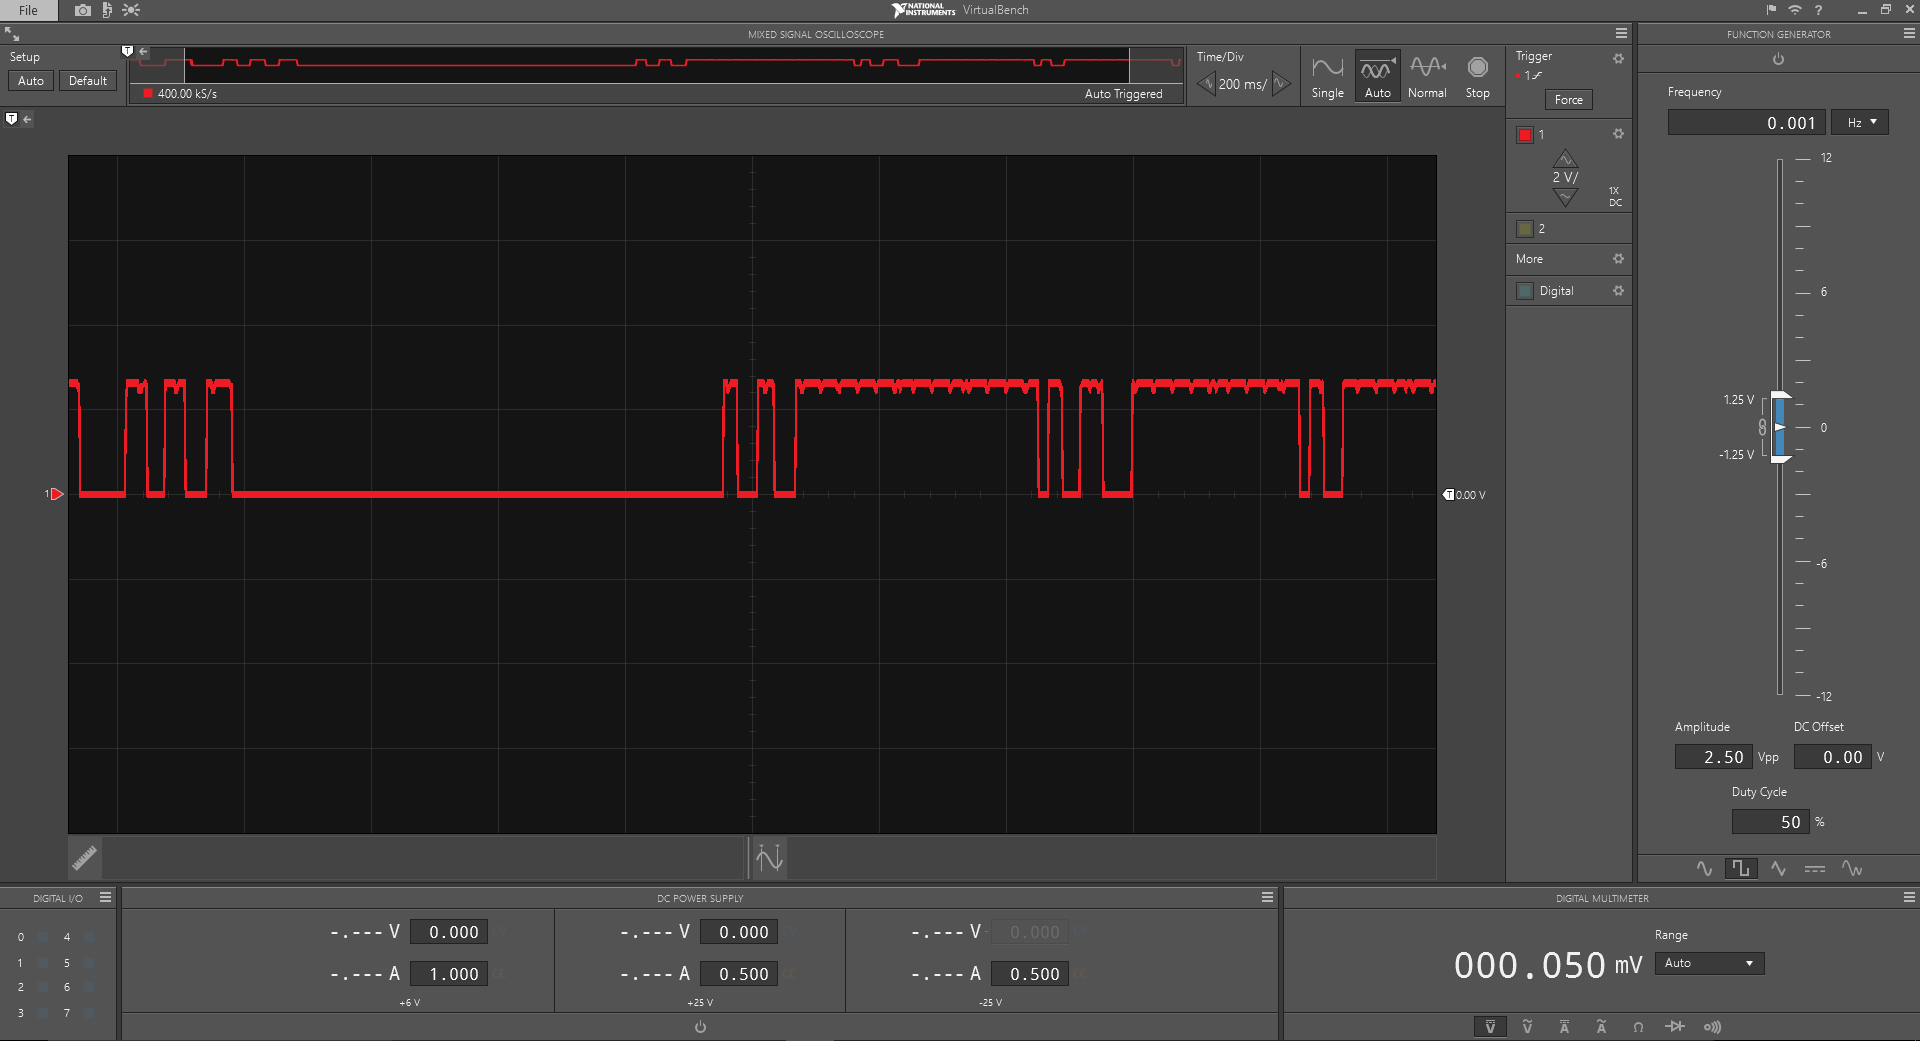 File
NATIONAL INSTRUMENTS VirtualBench
?
MIXED SIGNAL OSCILLOSCOPE
FUNCTION GENERATOR
Setup
Auto Default
T
400.00 kS/s
Auto Triggered
Time/Div
200 ms/
Single Auto Normal Stop
Trigger
1
Force
T
1
2 V/
1X
DC
2
More
Digital
1
T 0.00 V
Frequency
0.001 Hz
12
6
1.25 V
0
-1.25 V
-6
-12
Amplitude DC Offset
2.50 Vpp 0.00 V
Duty Cycle
50 %
DIGITAL I/O
0 4
1 5
2 6
3 7
DC POWER SUPPLY
-.--- V 0.000 -.--- V 0.000 -.--- V - 0.000
-.--- A 1.000 CC -.--- A 0.500 CC -.--- A 0.500 CC
+6 V +25 V -25 V
DIGITAL MULTIMETER
000.050 mV
Range
Auto
V V A A Ω